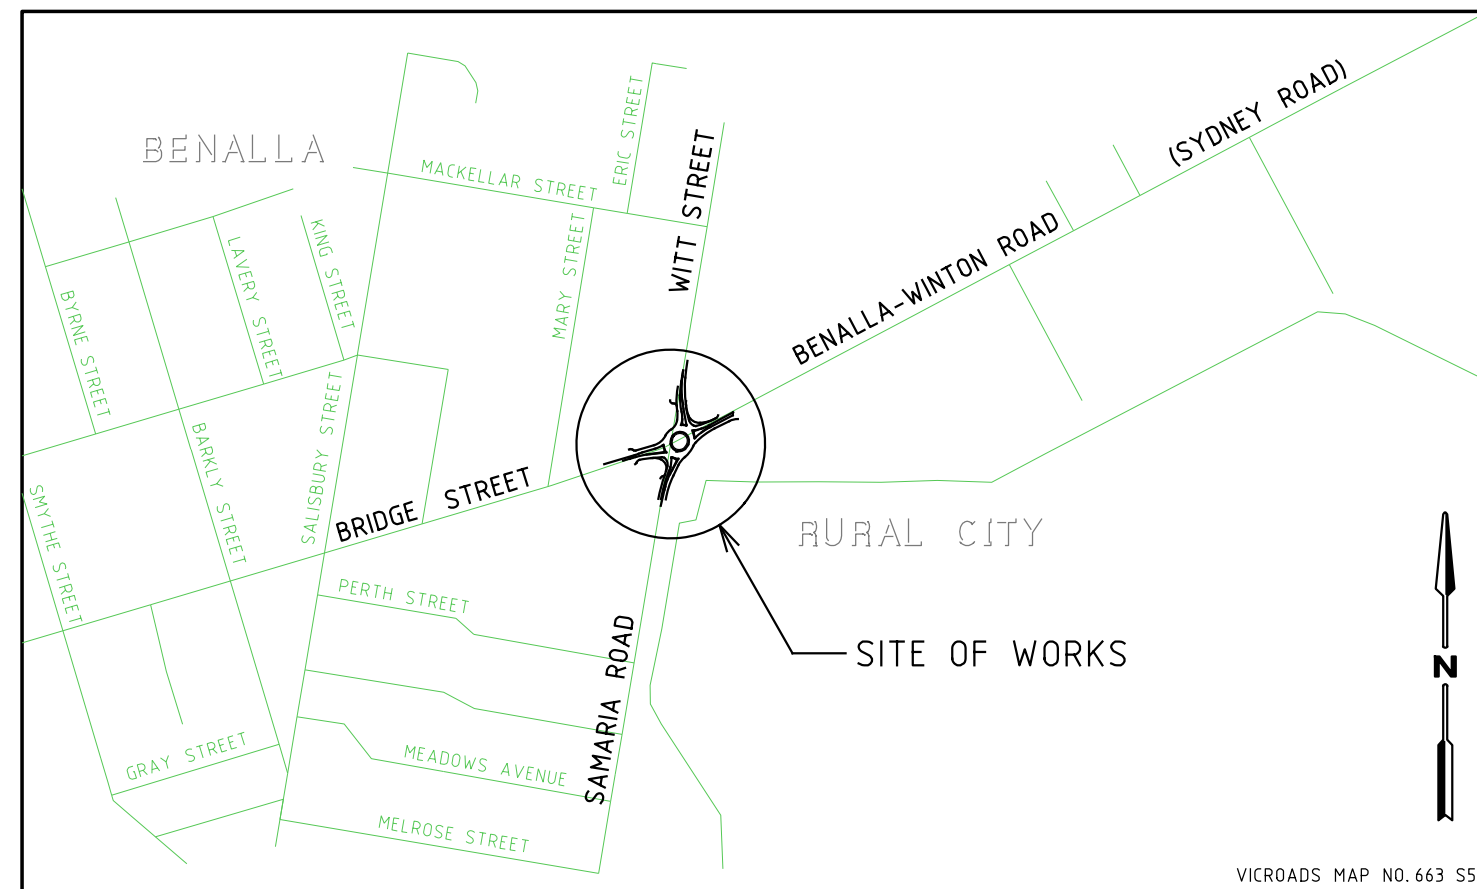 BENALLA
MACKELLAR STREET
ERIC STREET
WITT STREET
(SYDNEY ROAD)
BENALLA-WINTON ROAD
KING STREET
LAVERY STREET
MARY STREET
BYRNE STREET
SALISBURY STREET
BARKLY STREET
SMYTHE STREET
BRIDGE STREET
RURAL CITY
PERTH STREET
SITE OF WORKS
SAMARIA ROAD
N
GRAY STREET
MEADOWS AVENUE
MELROSE STREET
VICROADS MAP NO. 663 S5